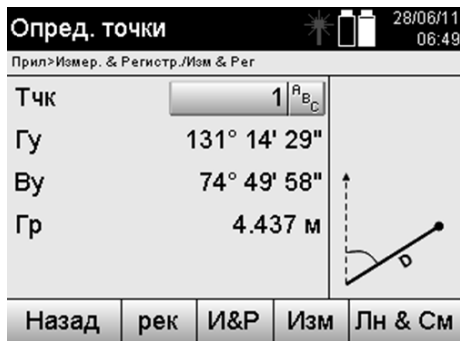 Опред. точки
28/06/11
06:49
Прил>Измер. & Регистр./Изм & Рег
Тчк 1 ABC
Гу 131° 14' 29"
Ву 74° 49' 58"
Гр 4.437 м
D
Назад рек И&Р Изм Лн & См